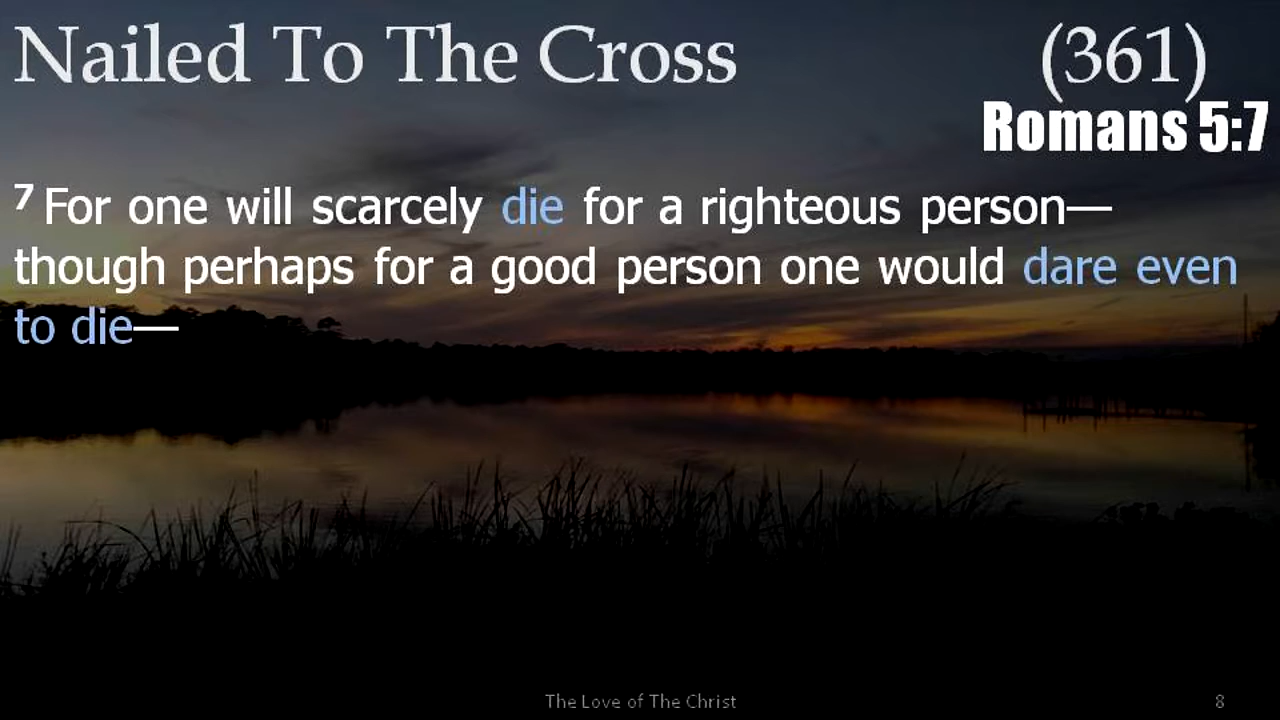 Nailed To The Cross (361)
Romans 5:7
7 For one will scarcely die for a righteous person—
though perhaps for a good person one would dare even
to die—
The Love of The Christ 8